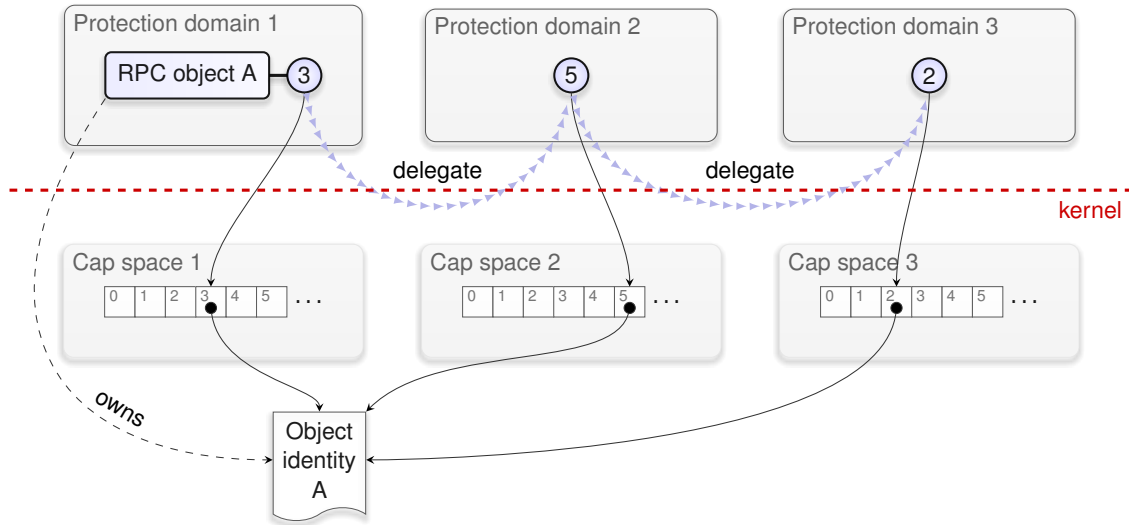 Protection domain 1
Protection domain 2
Protection domain 3
RPC object A
3
5
2
delegate
delegate
kernel
Cap space 1
Cap space 2
Cap space 3
0 1 2 3 4 5 ...
0 1 2 3 4 5 ...
0 1 2 3 4 5 ...
owns
Object
identity
A